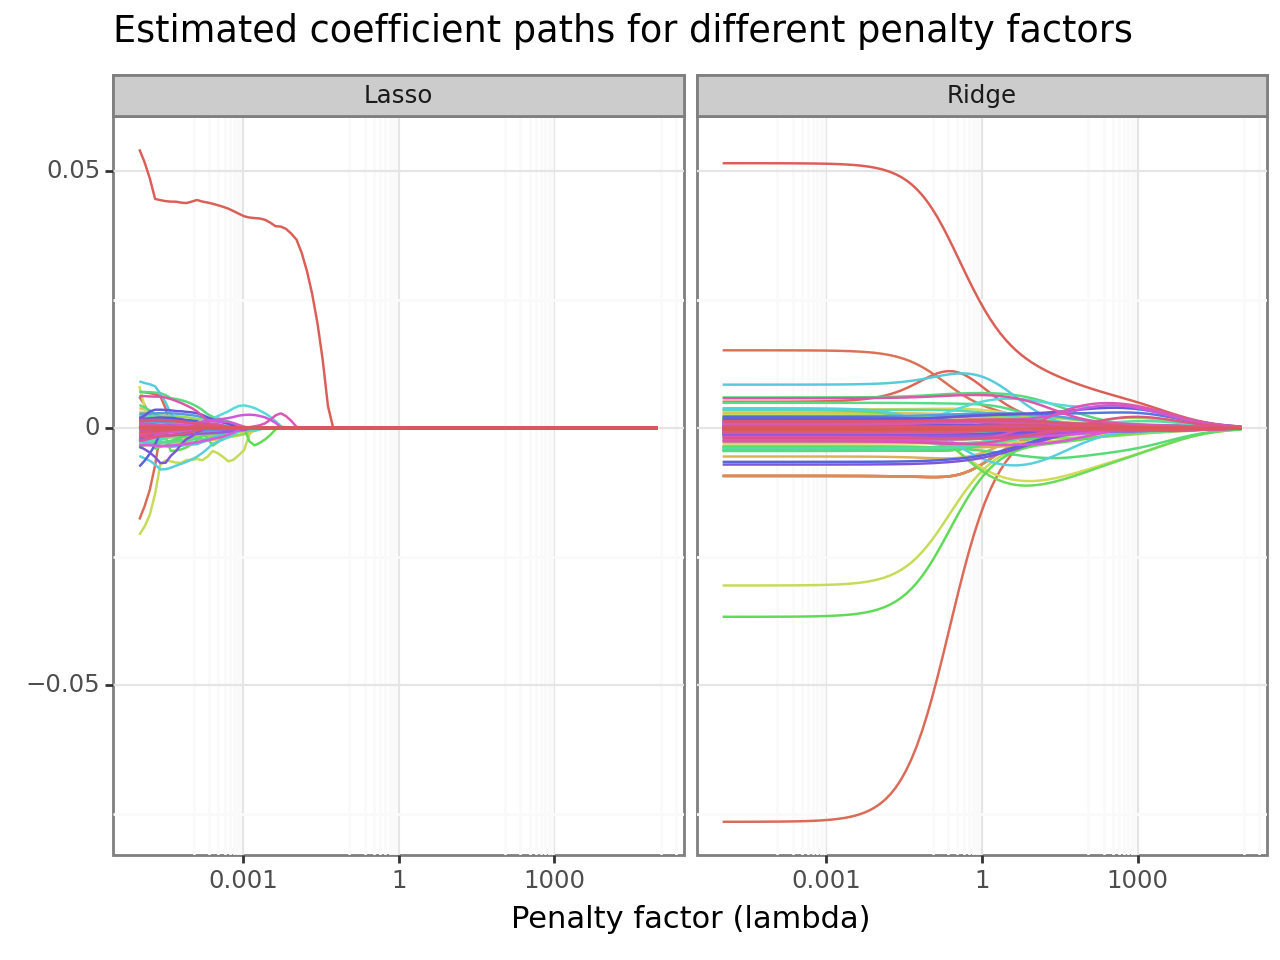 Estimated coefficient paths for different penalty factors
Lasso
Ridge
0.05
0
−0.05
0.001
1
1000
0.001
1
1000
Penalty factor (lambda)